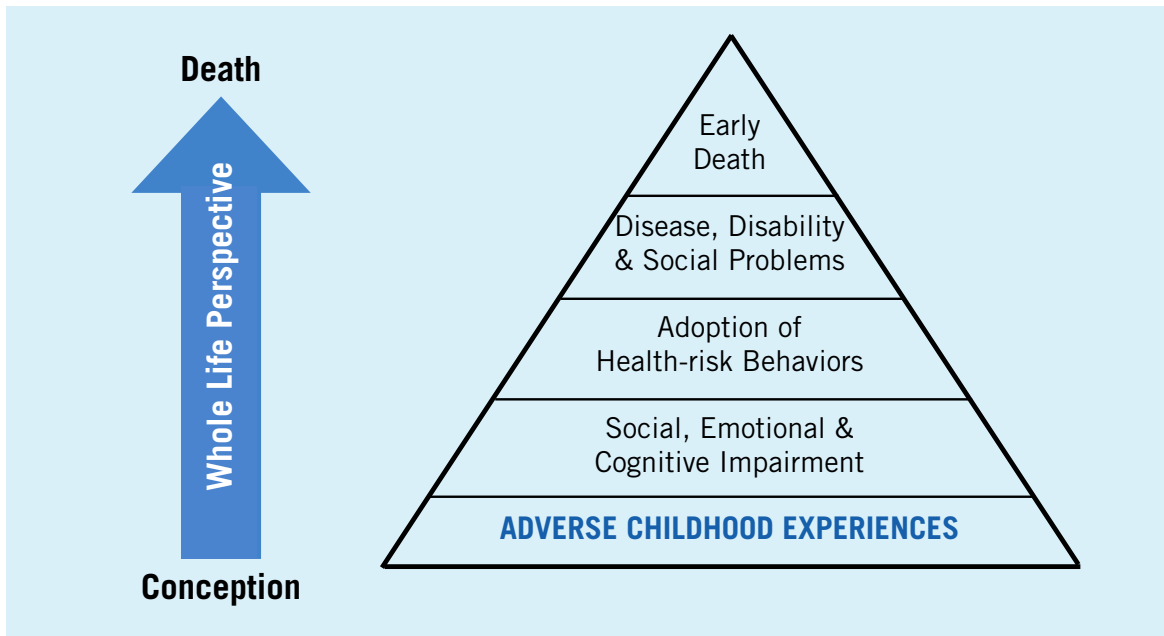 Death
Whole Life Perspective
Conception
Early
Death
Disease, Disability
& Social Problems
Adoption of
Health-risk Behaviors
Social, Emotional &
Cognitive Impairment
ADVERSE CHILDHOOD EXPERIENCES